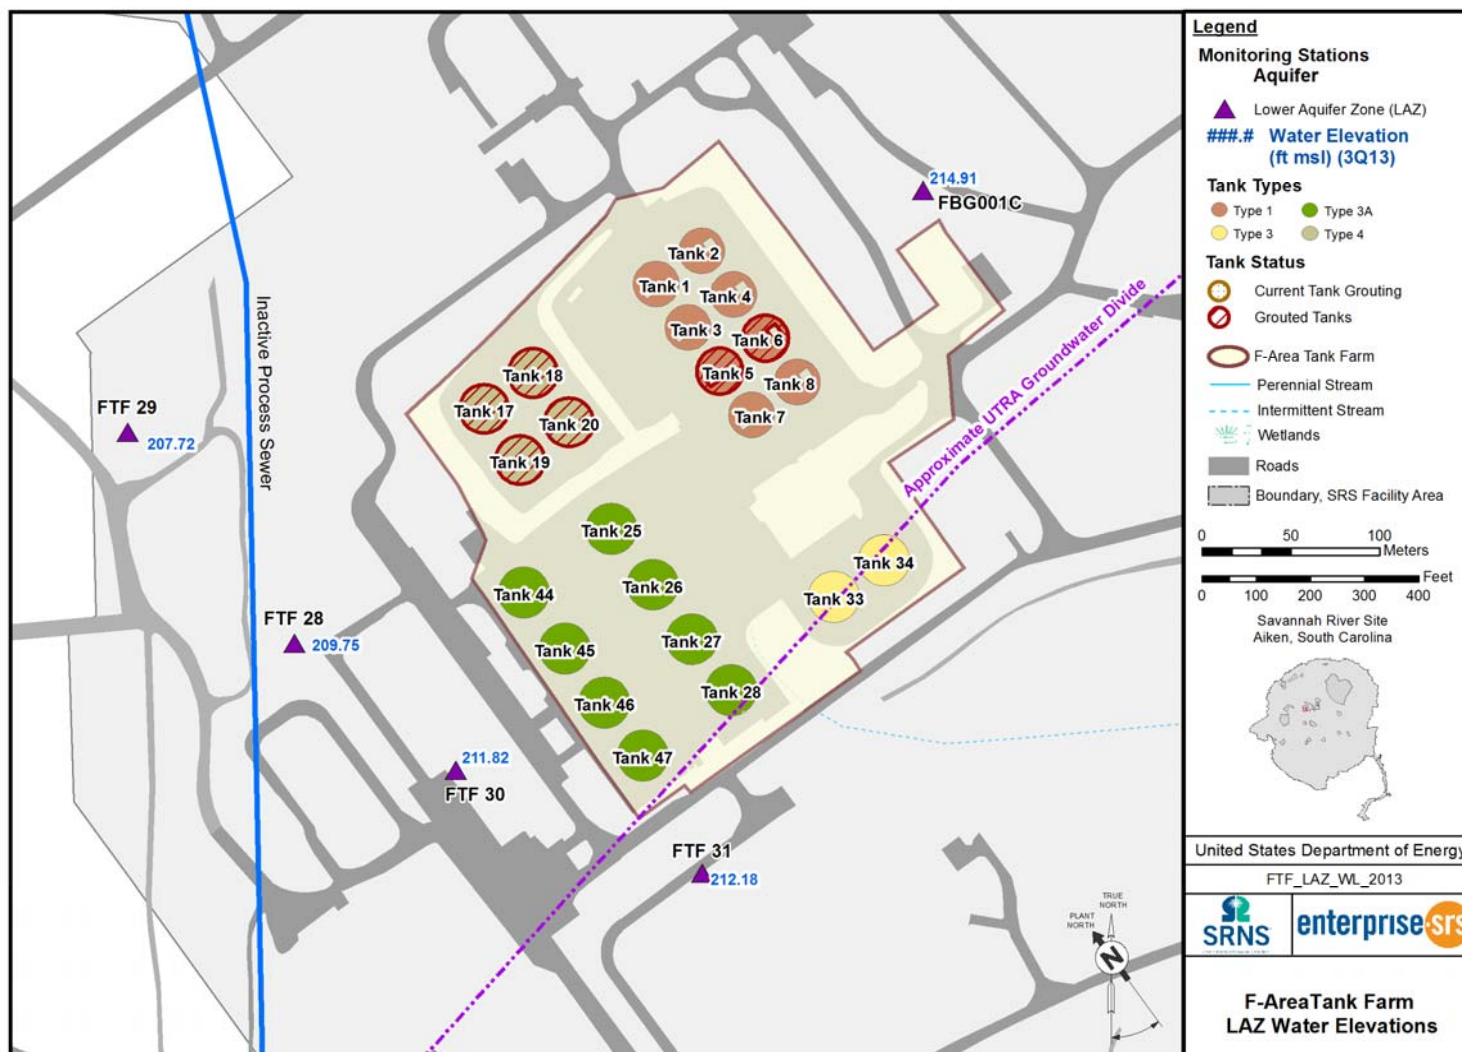 214.91
FBG001C
Tank 2
Tank 1
Tank 4
Tank 3
Tank 6
Tank 5
Tank 8
Tank 7
Tank 18
Tank 17
Tank 20
Tank 19
FTF 29
207.72
Inactive Process Sewer
Approximate UTRA Groundwater Divide
Tank 25
Tank 34
Tank 26
Tank 44
Tank 33
FTF 28
209.75
Tank 27
Tank 45
Tank 28
Tank 46
Tank 47
211.82
FTF 30
FTF 31
212.18
TRUE
NORTH
PLANT
NORTH
N
Legend
Monitoring Stations
Aquifer
Lower Aquifer Zone (LAZ)
###.# Water Elevation
(ft msl) (3Q13)
Tank Types
Type 1 Type 3A
Type 3 Type 4
Tank Status
Current Tank Grouting
Grouted Tanks
F-Area Tank Farm
Perennial Stream
Intermittent Stream
Wetlands
Roads
Boundary, SRS Facility Area
0 50 100
Meters
Feet
0 100 200 300 400
Savannah River Site
Aiken, South Carolina
United States Department of Energy
FTF_LAZ_WL_2013
SRNS
enterprise·srs
F-AreaTank Farm
LAZ Water Elevations